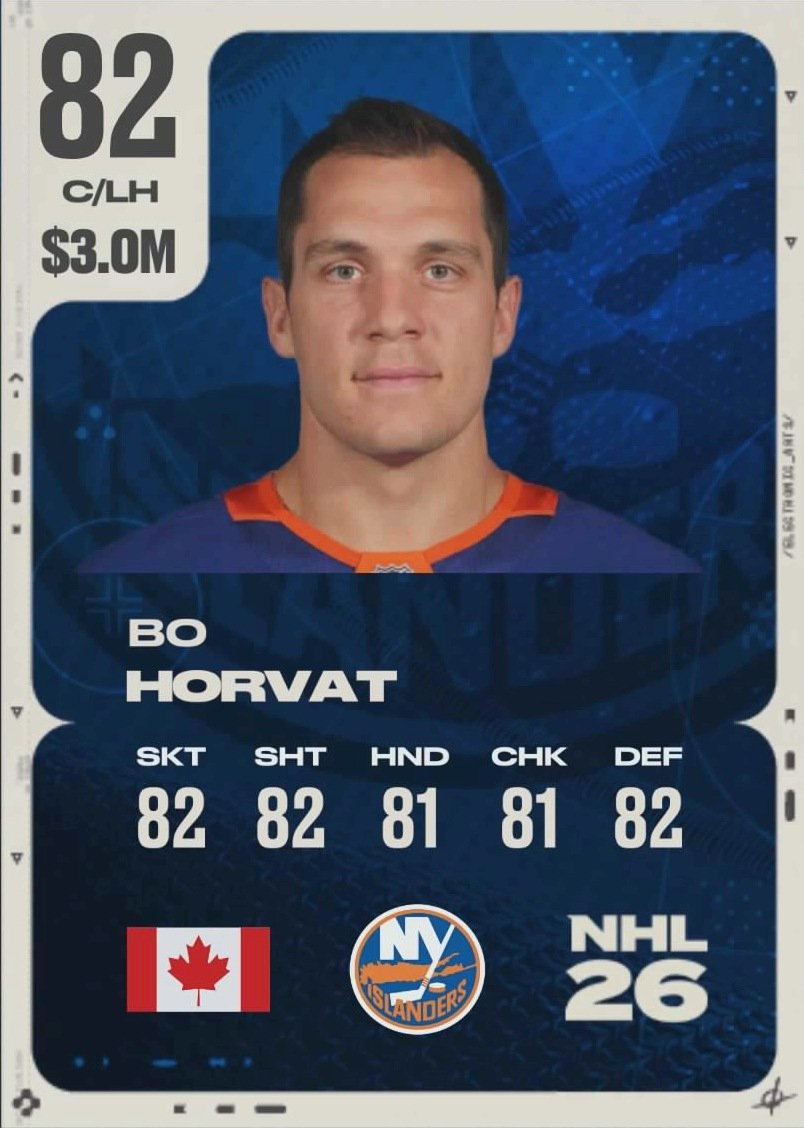 82
C/LH
$3.0M
/ELECTRONIC_ARTS/
BO
HORVAT
SKT SHT HND CHK DEF
82 82 81 81 82
NY
ISLANDERS
NHL
26